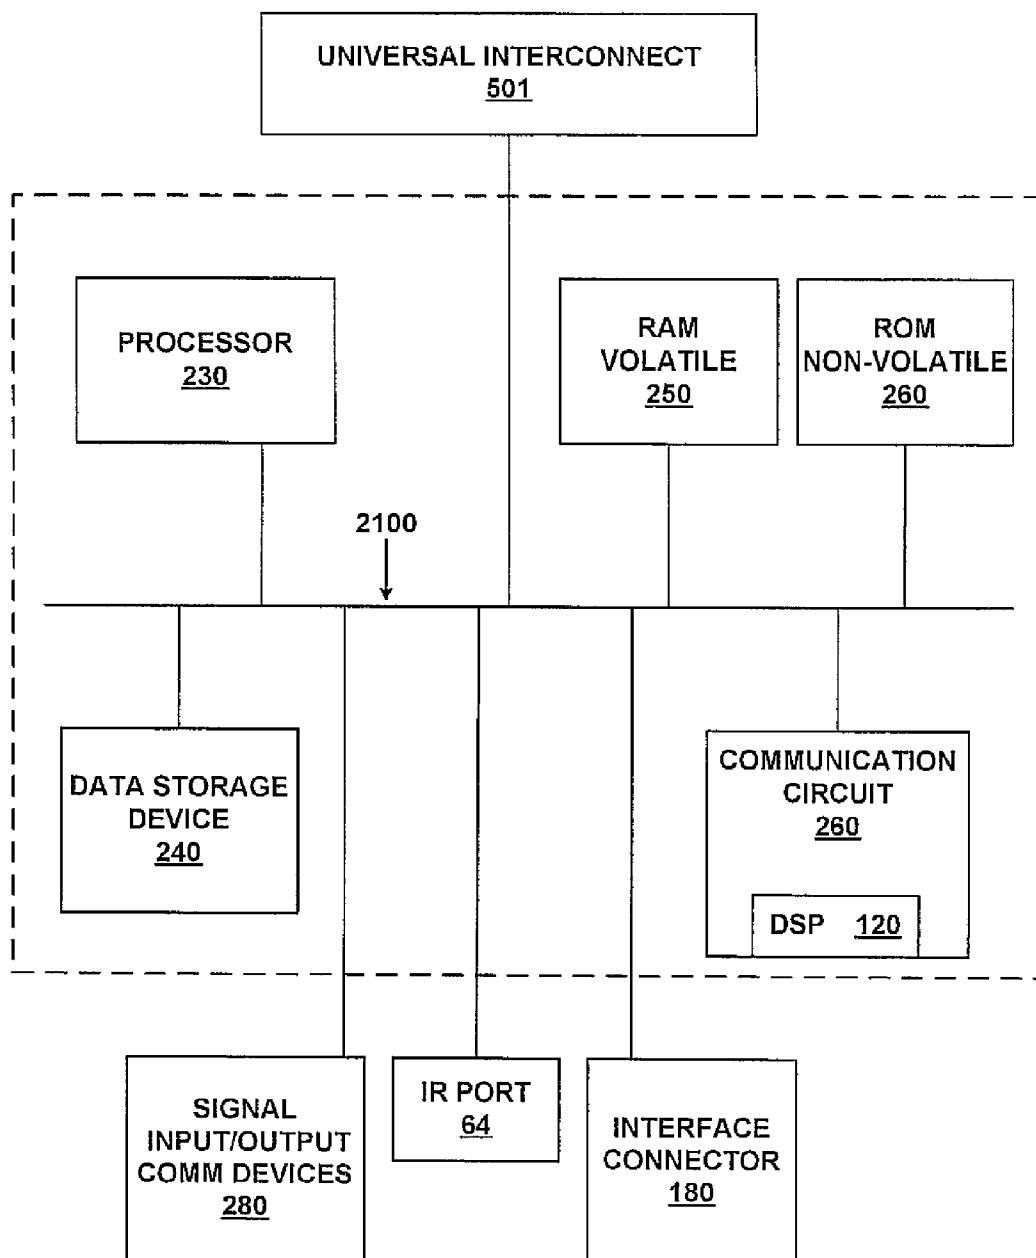 UNIVERSAL INTERCONNECT
501
PROCESSOR
230
RAM
VOLATILE
250
ROM
NON-VOLATILE
260
2100
DATA STORAGE
DEVICE
240
COMMUNICATION
CIRCUIT
260
DSP 120
SIGNAL
INPUT/OUTPUT
COMM DEVICES
280
IR PORT
64
INTERFACE
CONNECTOR
180